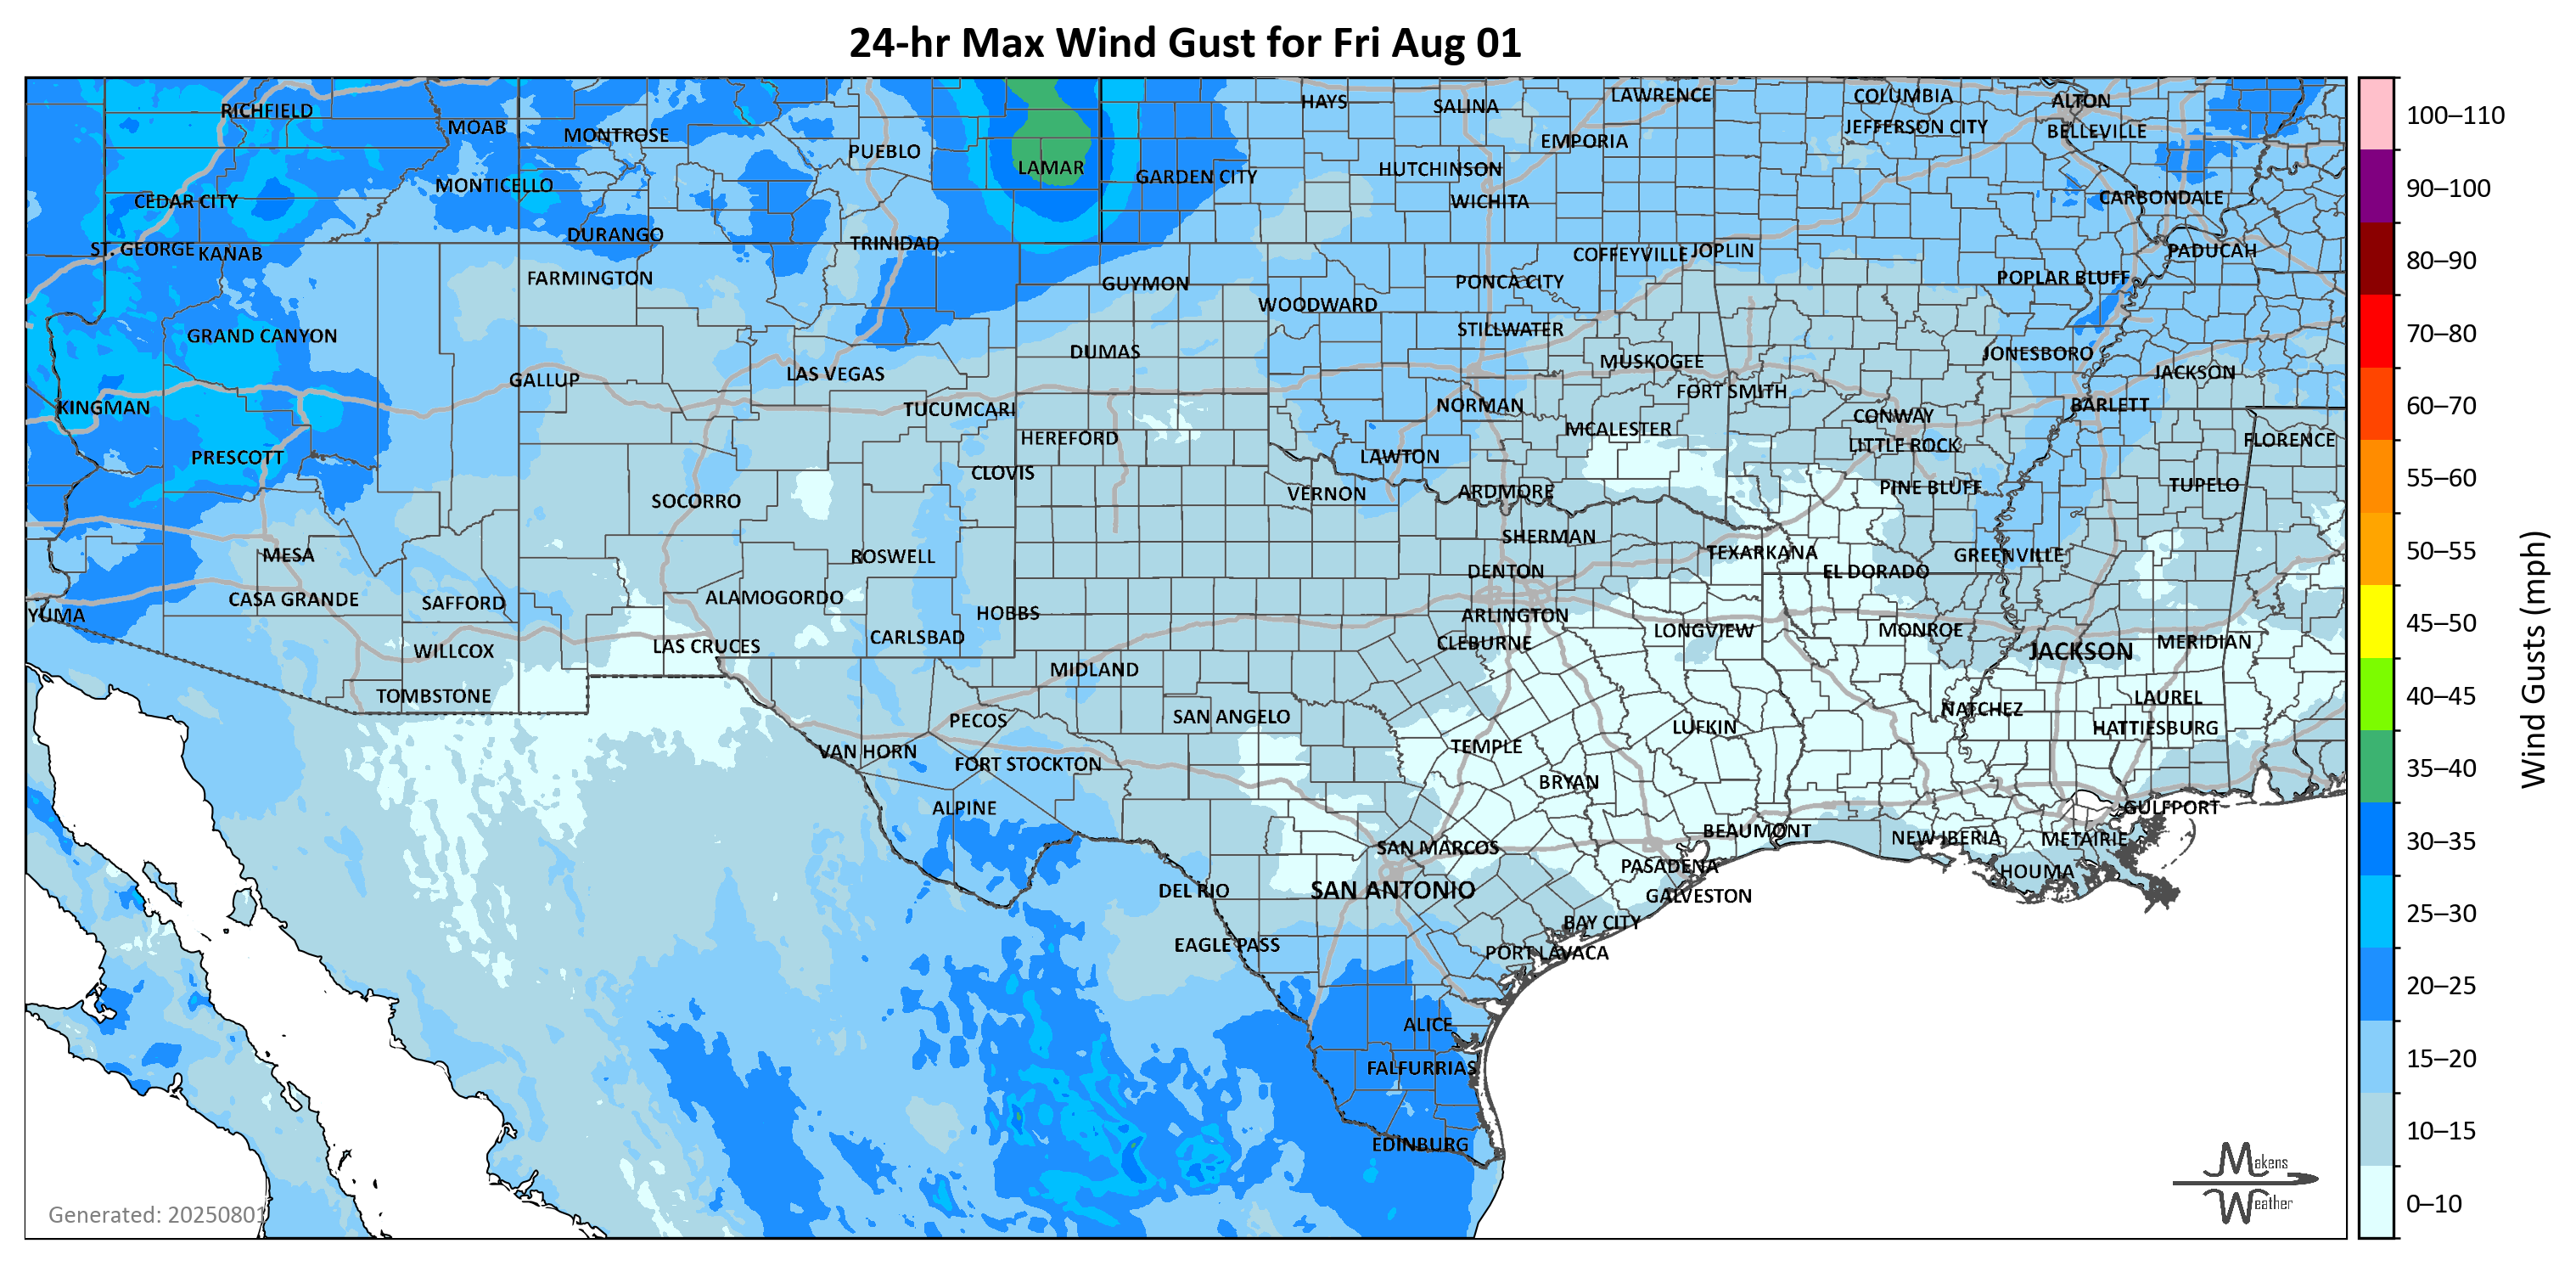 24-hr Max Wind Gust for Fri Aug 01
RICHFIELD
MOAB
MONTROSE
PUEBLO
LAMAR
HAYS
SALINA
LAWRENCE
COLUMBIA
ALTON
JEFFERSON CITY
BELLEVILLE
EMPORIA
GARDEN CITY
HUTCHINSON
MONTICELLO
CEDAR CITY
WICHITA
CARBONDALE
DURANGO
TRINIDAD
ST. GEORGE
KANAB
COFFEYVILLE
JOPLIN
PADUCAH
FARMINGTON
GUYMON
PONCA CITY
POPLAR BLUFF
WOODWARD
GRAND CANYON
STILLWATER
DUMAS
MUSKOGEE
JONESBORO
GALLUP
LAS VEGAS
FORT SMITH
JACKSON
KINGMAN
TUCUMCARI
NORMAN
CONWAY
BARLETT
HEREFORD
MCALESTER
LITTLE ROCK
FLORENCE
PRESCOTT
CLOVIS
LAWTON
SOCORRO
VERNON
ARDMORE
PINE BLUFF
TUPELO
MESA
ROSWELL
SHERMAN
TEXARKANA
GREENVILLE
DENTON
EL DORADO
CASA GRANDE
SAFFORD
ALAMOGORDO
HOBBS
ARLINGTON
YUMA
CARLSBAD
CLEBURNE
LONGVIEW
MONROE
WILLCOX
LAS CRUCES
JACKSON
MERIDIAN
MIDLAND
TOMBSTONE
PECOS
SAN ANGELO
LUFKIN
NATCHEZ
LAUREL
HATTIESBURG
VAN HORN
FORT STOCKTON
TEMPLE
BRYAN
ALPINE
GULFPORT
SAN MARCOS
BEAUMONT
NEW IBERIA
METAIRIE
DEL RIO
SAN ANTONIO
PASADENA
HOUMA
GALVESTON
EAGLE PASS
BAY CITY
PORT LAVACA
ALICE
FALFURRIAS
EDINBURG
Generated: 20250801
Makens
Weather
100–110
90–100
80–90
70–80
60–70
55–60
50–55
45–50
40–45
35–40
30–35
25–30
20–25
15–20
10–15
0–10
Wind Gusts (mph)